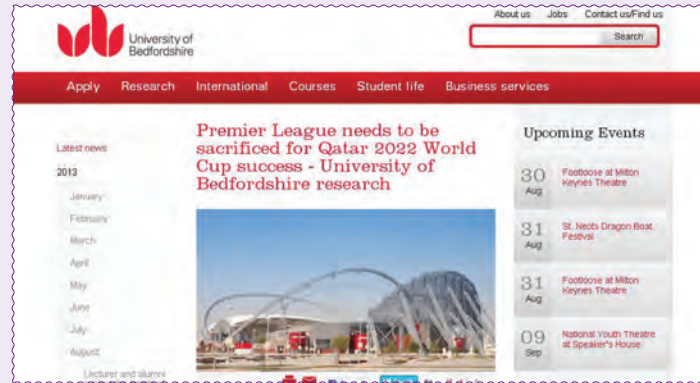 About us Jobs Contact us/Find us
University of
Bedfordshire
Search
Apply Research International Courses Student life Business services
Latest news
2013
January
February
March
April
May
June
July
August
Lecturer and alumni
Premier League needs to be
sacrificed for Qatar 2022 World
Cup success - University of
Bedfordshire research
Upcoming Events
30
Aug
Footloose at Milton
Keynes Theatre
31
Aug
St. Neots Dragon Boat
Festival
31
Aug
Footloose at Milton
Keynes Theatre
09
Sep
National Youth Theatre
at Speaker's House